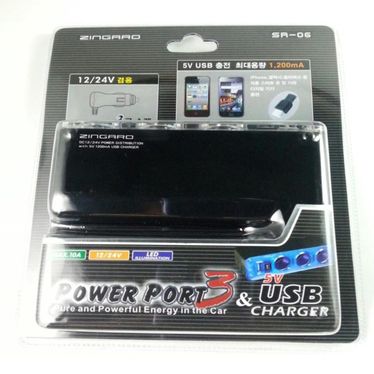 ZINGARO
SR-06
12/24V 겸용
5V USB 충전 최대용량 1,200mA
ZINGARO
DC12/24V POWER DISTRIBUTION
with 5V 1200mA USB CHARGER
MAX.10A
12/24V
LED
ILLUMINATION
POWER PORT 3 & 5V USB
CHARGER
Pure and Powerful Energy in the Car